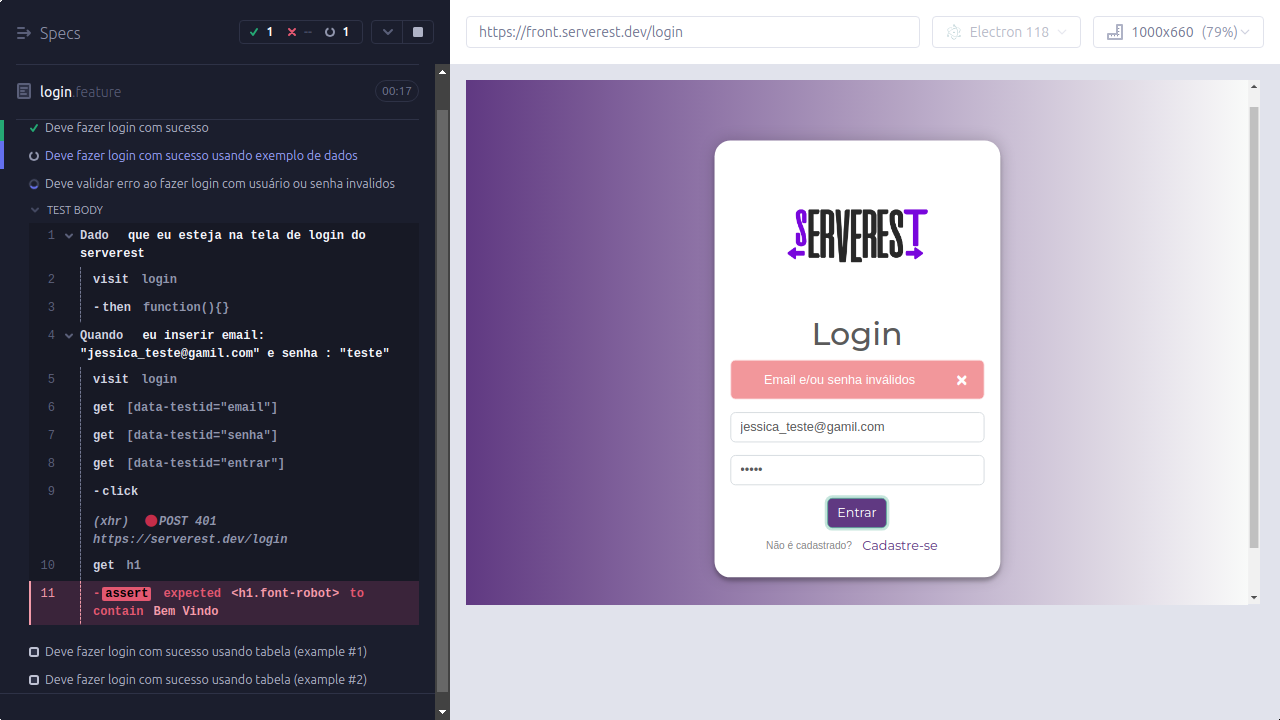 Specs
1
--
1
https://front.serverest.dev/login
Electron 118
1000x660 (79%)
login.feature
00:17
Deve fazer login com sucesso
Deve fazer login com sucesso usando exemplo de dados
Deve validar erro ao fazer login com usuário ou senha invalidos
TEST BODY
1 Dado que eu esteja na tela de login do
serverest
2 visit login
3 -then function(){}
4 Quando eu inserir email:
"jessica_teste@gamil.com" e senha : "teste"
5 visit login
6 get [data-testid="email"]
7 get [data-testid="senha"]
8 get [data-testid="entrar"]
9 -click
(xhr) POST 401
https://serverest.dev/login
10 get h1
11 -assert expected <h1.font-robot> to
contain Bem Vindo
Deve fazer login com sucesso usando tabela (example #1)
Deve fazer login com sucesso usando tabela (example #2)
SERVEREST
Login
Email e/ou senha inválidos ×
jessica_teste@gamil.com
•••••
Entrar
Não é cadastrado? Cadastre-se